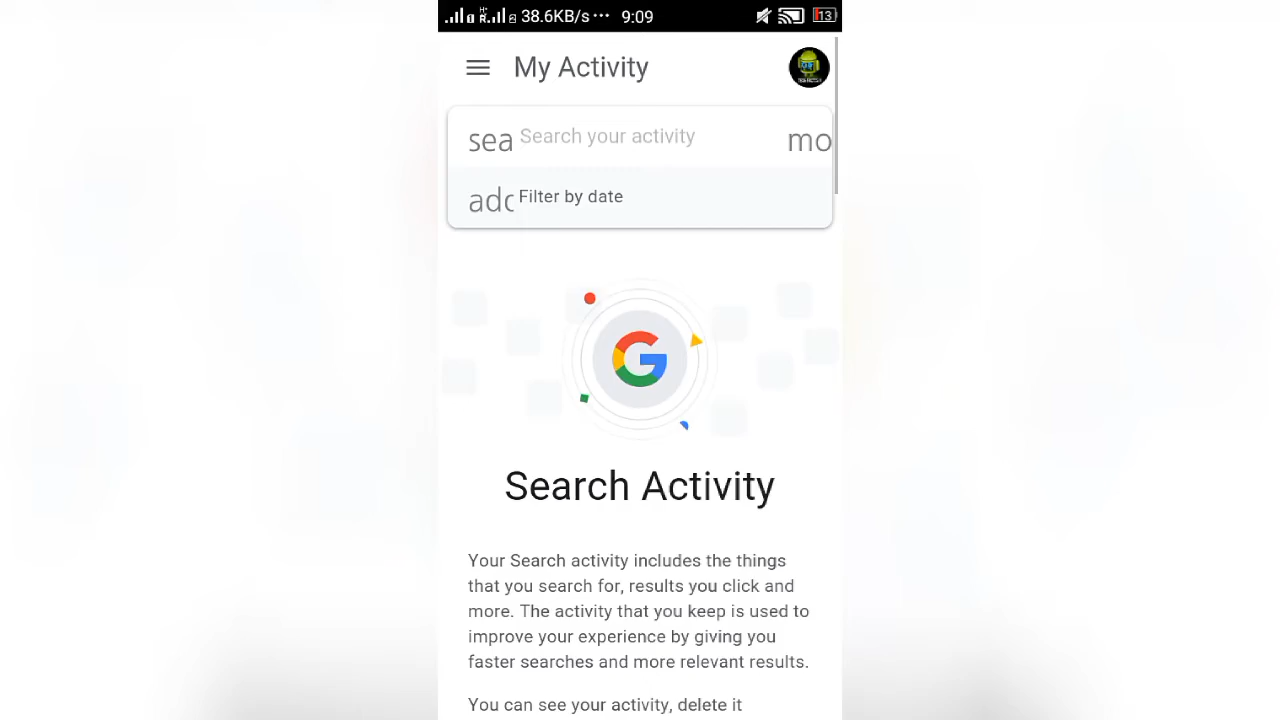 38.6KB/s ... 9:09 13
My Activity
sea Search your activity mo
add Filter by date
Search Activity
Your Search activity includes the things
that you search for, results you click and
more. The activity that you keep is used to
improve your experience by giving you
faster searches and more relevant results.
You can see your activity, delete it